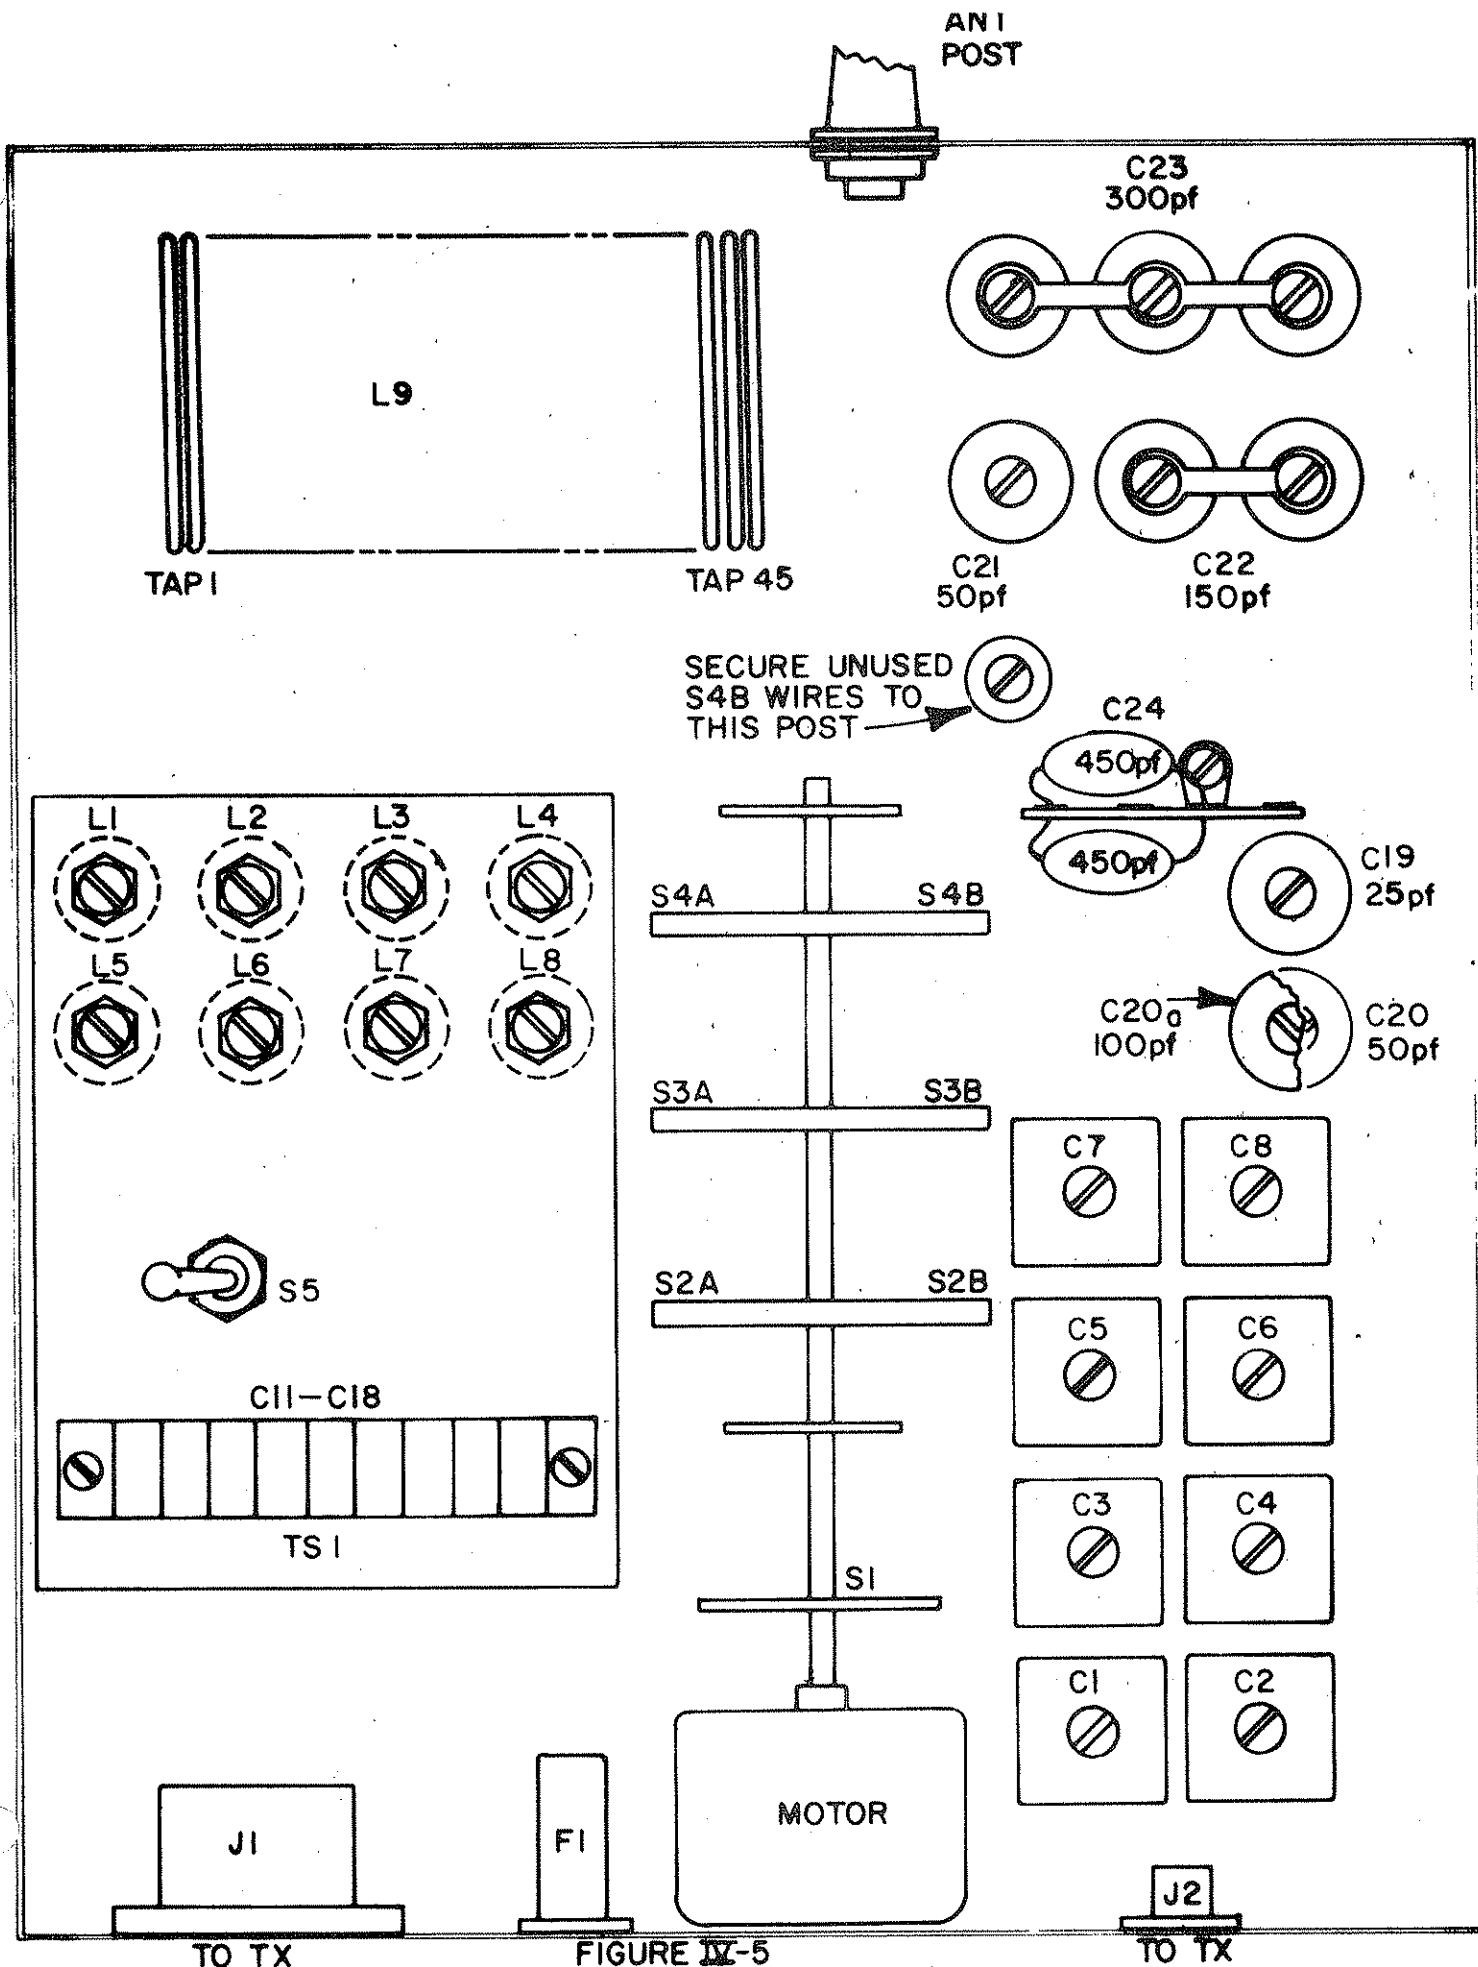 ANT
POST
C23
300pf
L9
TAP 1
TAP 45
C21
50pf
C22
150pf
SECURE UNUSED
S4B WIRES TO
THIS POST
C24
450pf
450pf
L1
L2
L3
L4
S4A
S4B
C19
25pf
L5
L6
L7
L8
C20a
100pf
C20
50pf
S3A
S3B
C7
C8
S5
S2A
S2B
C5
C6
C11-C18
C3
C4
TS 1
S1
C1
C2
MOTOR
J1
F1
J2
TO TX
FIGURE IV-5
TO TX